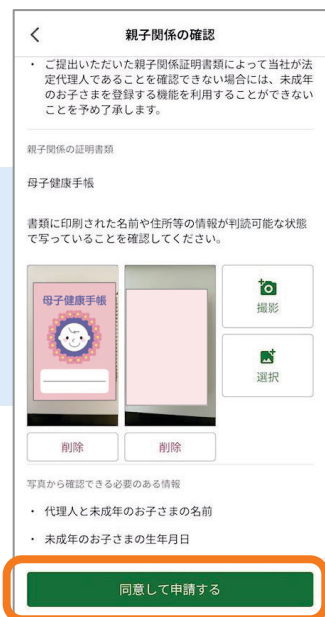 親子関係の確認
・ ご提出いただいた親子関係証明書類によって当社が法
定代理人であることを確認できない場合には、未成年
のお子さまを登録する機能を利用することができない
ことを予め了承します。
親子関係の証明書類
母子健康手帳
書類に印刷された名前や住所等の情報が判読可能な状態
で写っていることを確認してください。
母子健康手帳
撮影
選択
削除
削除
写真から確認できる必要のある情報
・ 代理人と未成年のお子さまの名前
・ 未成年のお子さまの生年月日
同意して申請する